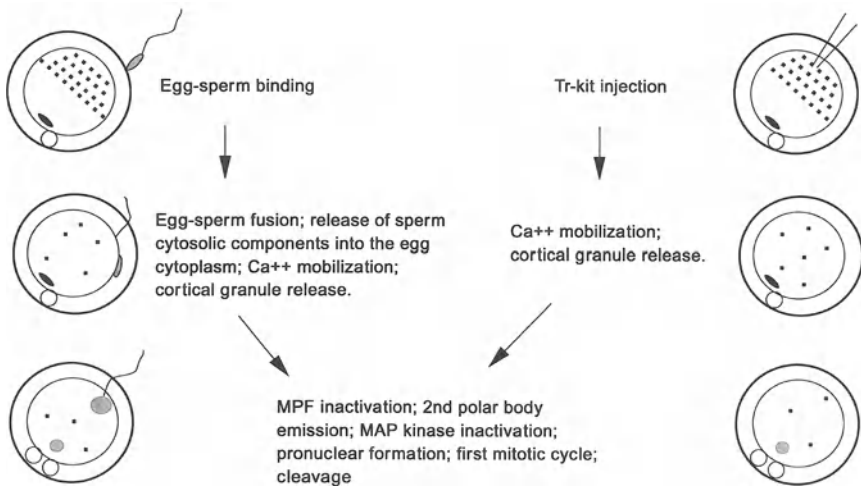 Egg-sperm binding
Tr-kit injection
Egg-sperm fusion; release of sperm
cytosolic components into the egg
cytoplasm; Ca++ mobilization;
cortical granule release.
Ca++ mobilization;
cortical granule release.
MPF inactivation; 2nd polar body
emission; MAP kinase inactivation;
pronuclear formation; first mitotic cycle;
cleavage